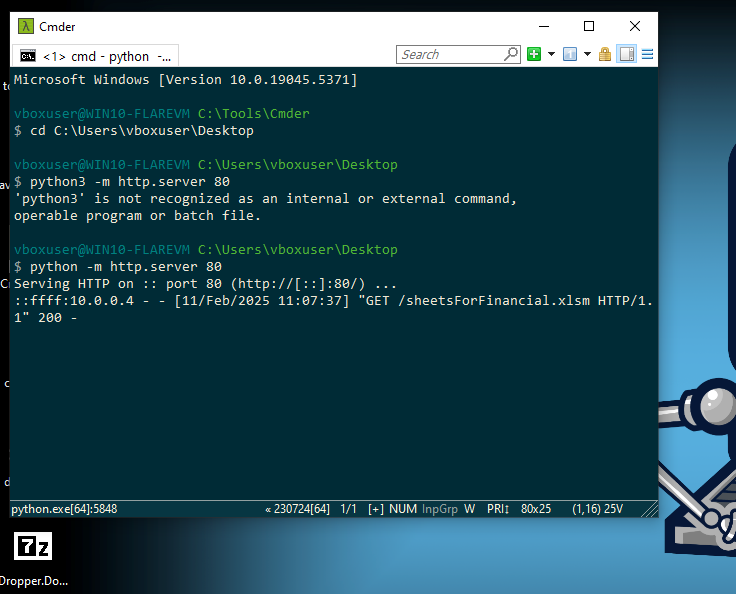 Cmder
<1> cmd - python -...
Search
Microsoft Windows [Version 10.0.19045.5371]
vboxuser@WIN10-FLAREVM C:\Tools\Cmder
$ cd C:\Users\vboxuser\Desktop
vboxuser@WIN10-FLAREVM C:\Users\vboxuser\Desktop
$ python3 -m http.server 80
'python3' is not recognized as an internal or external command,
operable program or batch file.
vboxuser@WIN10-FLAREVM C:\Users\vboxuser\Desktop
$ python -m http.server 80
Serving HTTP on :: port 80 (http://[::]:80/) ...
::ffff:10.0.0.4 - - [11/Feb/2025 11:07:37] "GET /sheetsForFinancial.xlsm HTTP/1.
1" 200 -
python.exe[64]:5848 « 230724[64] 1/1 [+] NUM InpGrp W PRI↕ 80x25 (1,16) 25V
7z
Dropper.Do...